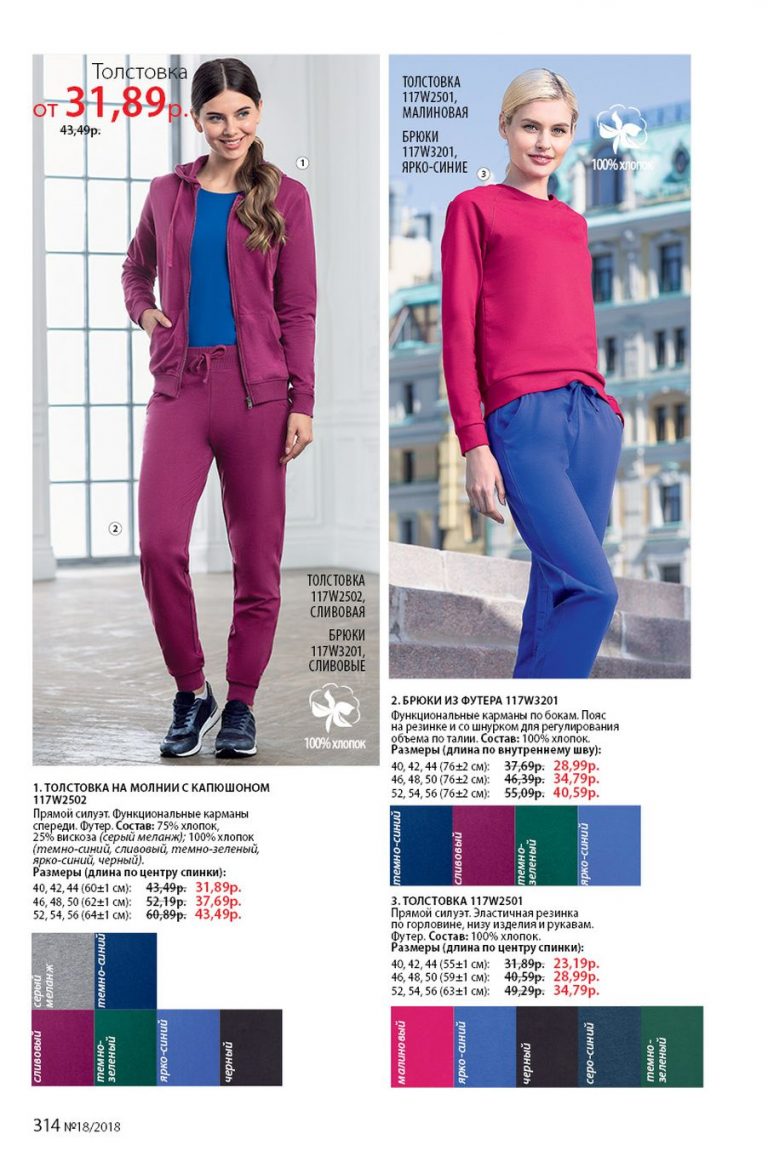 Толстовка
от 31,89р.
43,49р.
1
2
ТОЛСТОВКА
117W2502,
СЛИВОВАЯ
БРЮКИ
117W3201,
СЛИВОВЫЕ
100% хлопок
ТОЛСТОВКА
117W2501,
МАЛИНОВАЯ
БРЮКИ
117W3201,
ЯРКО-СИНИЕ
3
100% хлопок
1. ТОЛСТОВКА НА МОЛНИИ С КАПЮШОНОМ
117W2502
Прямой силуэт. Функциональные карманы
спереди. Футер. Состав: 75% хлопок,
25% вискоза (серый меланж); 100% хлопок
(темно-синий, сливовый, темно-зеленый,
ярко-синий, черный).
Размеры (длина по центру спинки):
40, 42, 44 (60±1 см): 43,49р. 31,89р.
46, 48, 50 (62±1 см): 52,19р. 37,69р.
52, 54, 56 (64±1 см): 60,89р. 43,49р.
серый
меланж
темно-синий
сливовый
темно-
зеленый
ярко-синий
черный
2. БРЮКИ ИЗ ФУТЕРА 117W3201
Функциональные карманы по бокам. Пояс
на резинке и со шнурком для регулирования
объема по талии. Состав: 100% хлопок.
Размеры (длина по внутреннему шву):
40, 42, 44 (76±2 см): 37,69р. 28,99р.
46, 48, 50 (76±2 см): 46,39р. 34,79р.
52, 54, 56 (76±2 см): 55,09р. 40,59р.
темно-синий
сливовый
темно-
зеленый
ярко-синий
3. ТОЛСТОВКА 117W2501
Прямой силуэт. Эластичная резинка
по горловине, низу изделия и рукавам.
Футер. Состав: 100% хлопок.
Размеры (длина по центру спинки):
40, 42, 44 (55±1 см): 31,89р. 23,19р.
46, 48, 50 (59±1 см): 40,59р. 28,99р.
52, 54, 56 (63±1 см): 49,29р. 34,79р.
малиновый
ярко-синий
черный
серо-синий
темно-
зеленый
314 №18/2018